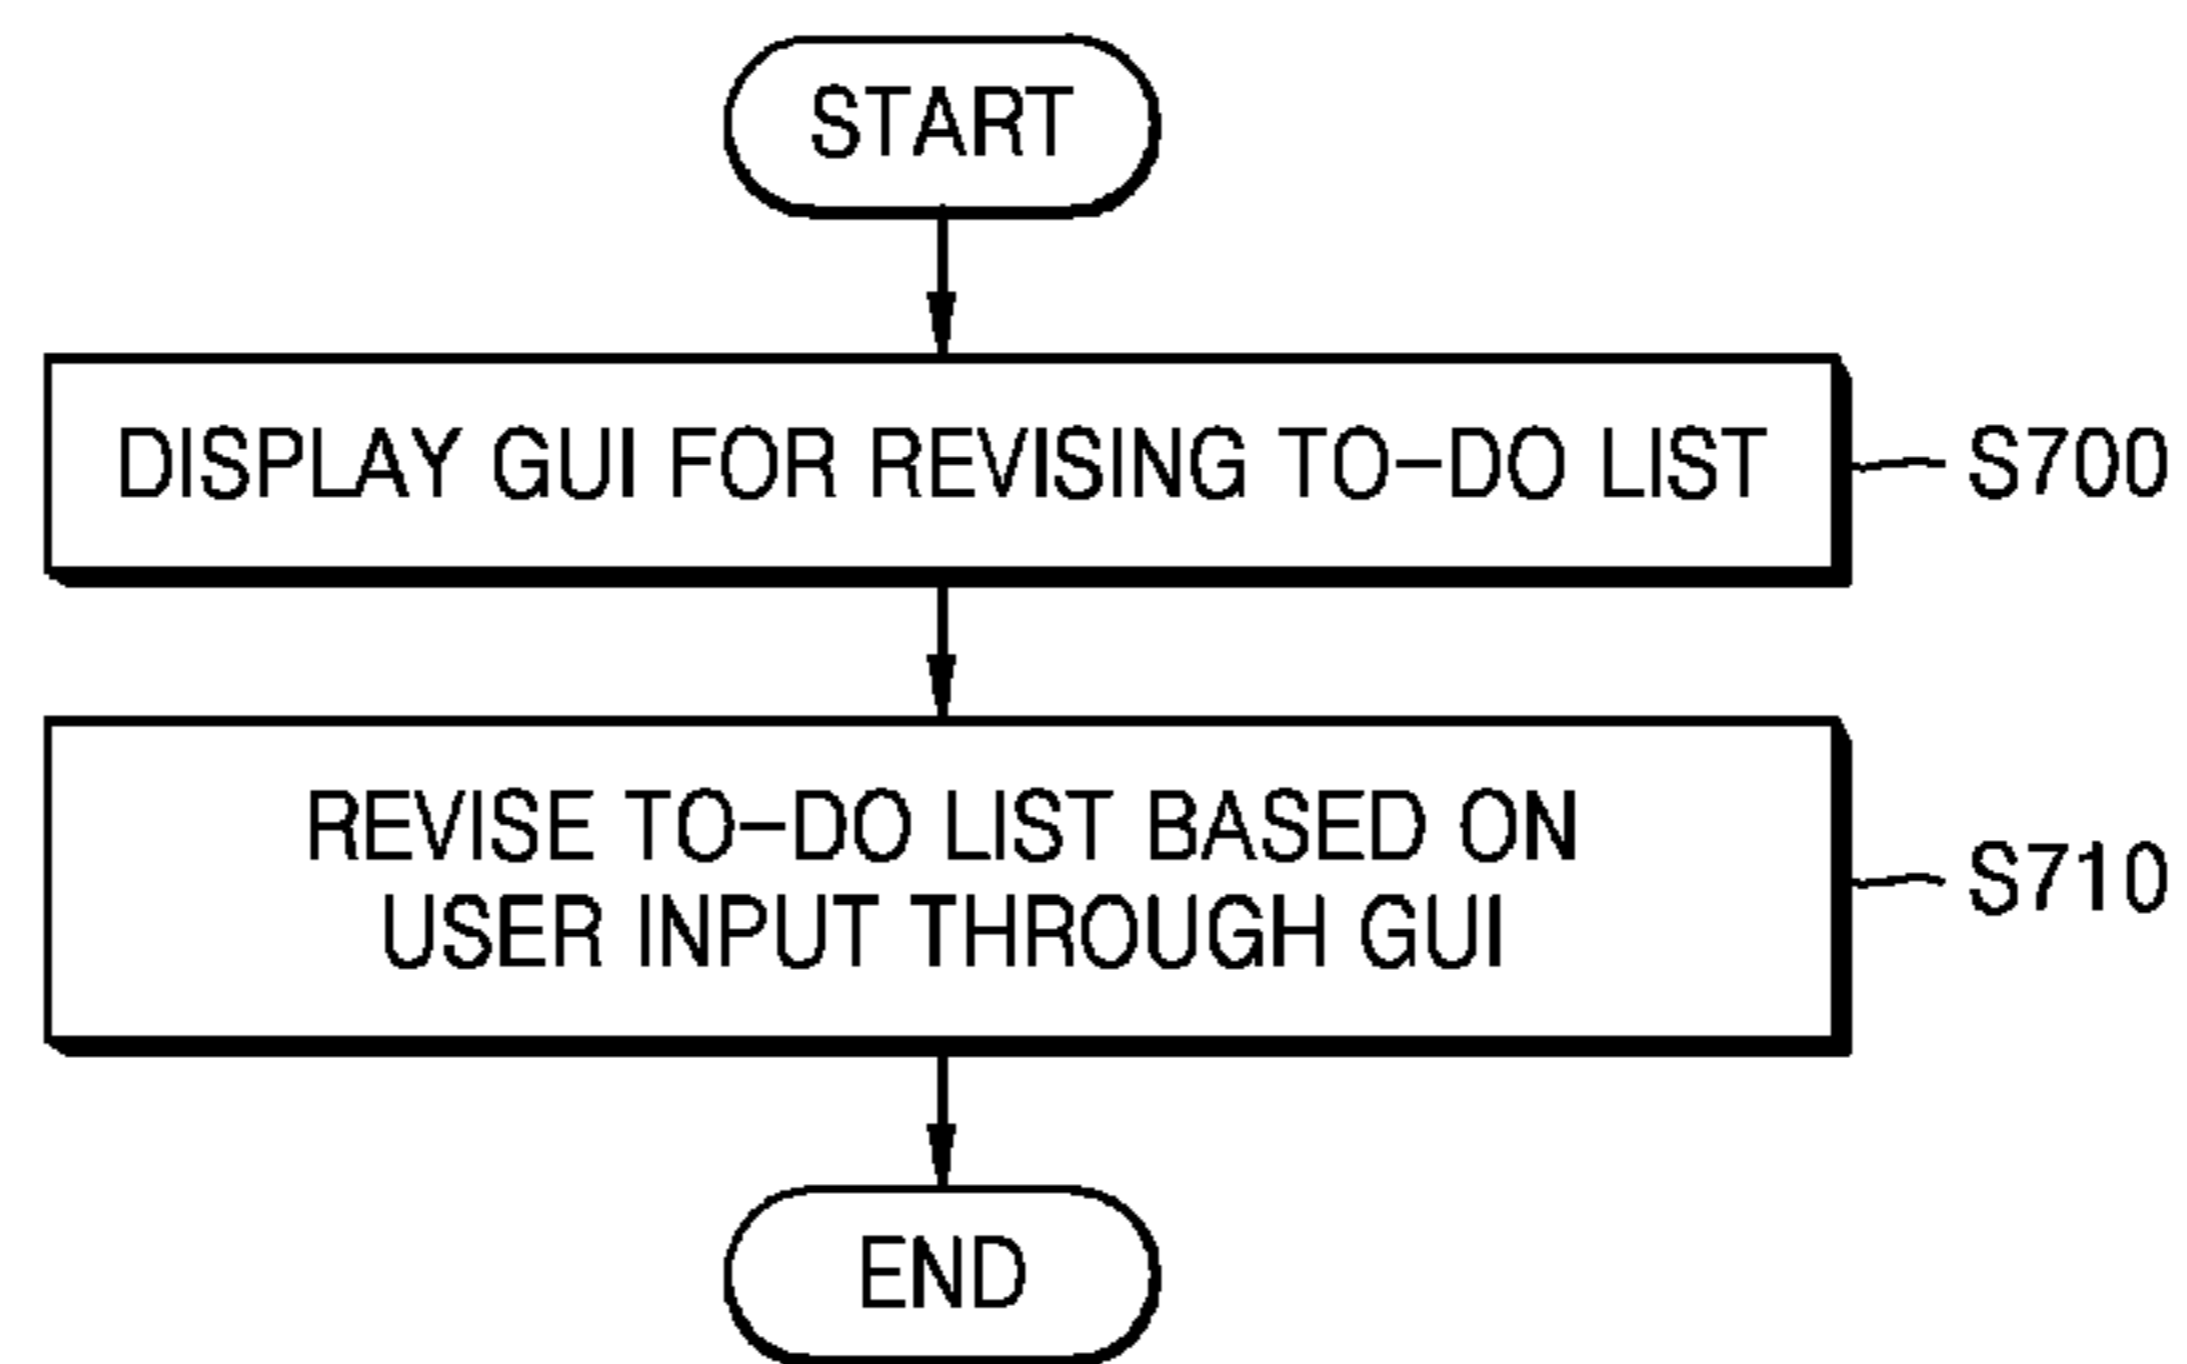 START
DISPLAY GUI FOR REVISING TO-DO LIST
S700
REVISE TO-DO LIST BASED ON
USER INPUT THROUGH GUI
S710
END